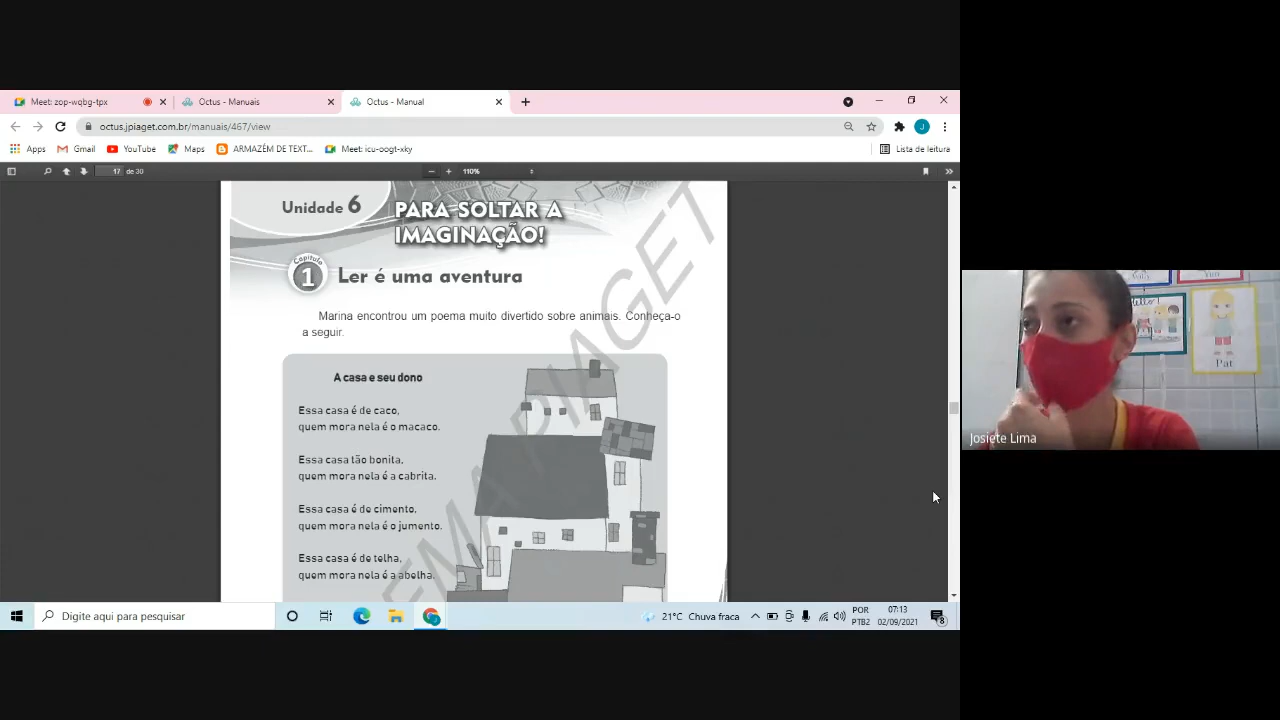 Meet: zop-wqbg-tpx
Octus - Manuais
Octus - Manual
octus.jpiaget.com.br/manuais/467/view
Apps Gmail YouTube Maps ARMAZÉM DE TEXT... Meet: icu-oogt-xky Lista de leitura
17 de 30 110%
Unidade 6
PARA SOLTAR A
IMAGINAÇÃO!
Capítulo
1 Ler é uma aventura
Marina encontrou um poema muito divertido sobre animais. Conheça-o
a seguir.
A casa e seu dono
Essa casa é de caco,
quem mora nela é o macaco.
Essa casa tão bonita,
quem mora nela é a cabrita.
Essa casa é de cimento,
quem mora nela é o jumento.
Essa casa é de telha,
quem mora nela é a abelha.
EMA PIAGET
Pat
Josiete Lima
Digite aqui para pesquisar
21°C Chuva fraca
POR
PTB2
07:13
02/09/2021
8